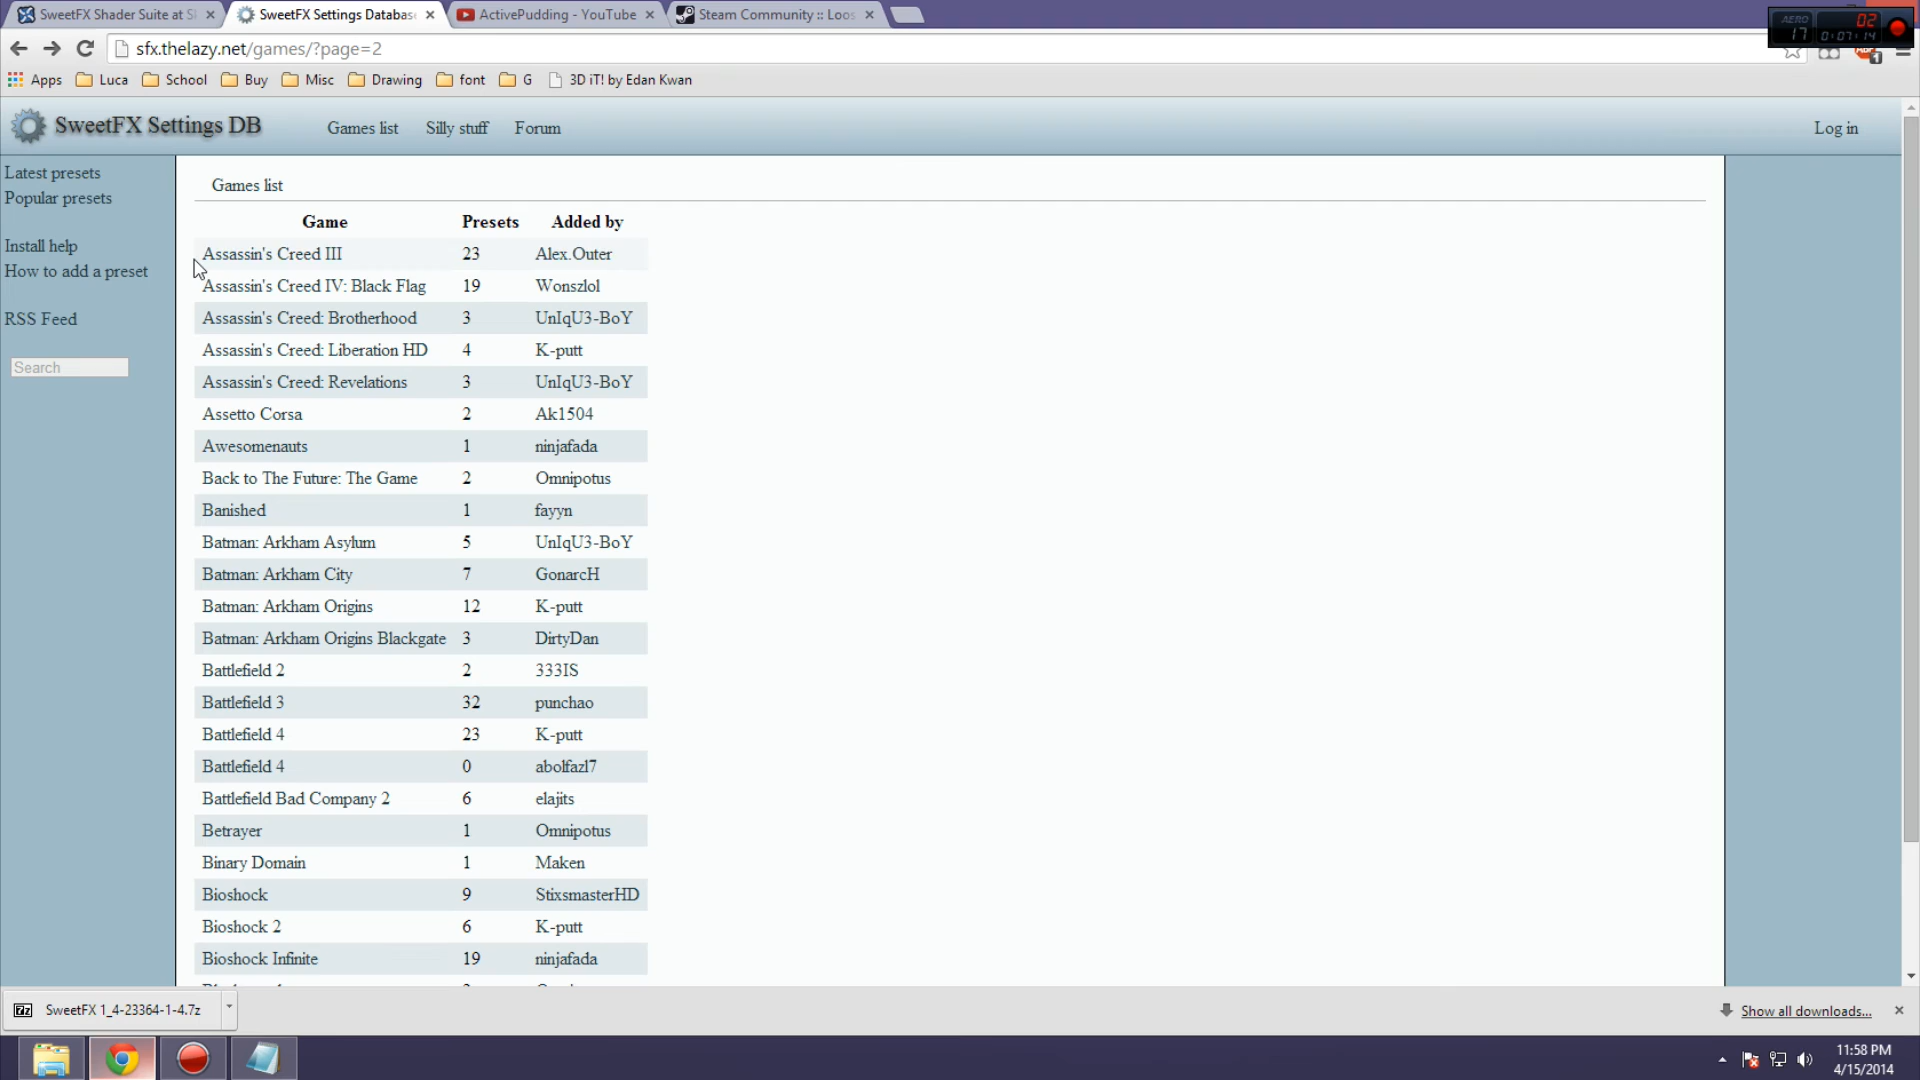 SweetFX Shader Suite at S
SweetFX Settings Database
ActivePudding - YouTube
Steam Community :: Loos
AERO 17 02 0:07:14
sfx.thelazy.net/games/?page=2
Apps Luca School Buy Misc Drawing font G 3D iT! by Edan Kwan
SweetFX Settings DB Games list Silly stuff Forum Log in
Latest presets
Popular presets
Install help
How to add a preset
RSS Feed
Search
Games list
Game Presets Added by
Assassin's Creed III 23 Alex.Outer
Assassin's Creed IV: Black Flag 19 Wonszlol
Assassin's Creed: Brotherhood 3 UnIqU3-BoY
Assassin's Creed: Liberation HD 4 K-putt
Assassin's Creed: Revelations 3 UnIqU3-BoY
Assetto Corsa 2 Ak1504
Awesomenauts 1 ninjafada
Back to The Future: The Game 2 Omnipotus
Banished 1 fayyn
Batman: Arkham Asylum 5 UnIqU3-BoY
Batman: Arkham City 7 GonarcH
Batman: Arkham Origins 12 K-putt
Batman: Arkham Origins Blackgate 3 DirtyDan
Battlefield 2 2 333IS
Battlefield 3 32 punchao
Battlefield 4 23 K-putt
Battlefield 4 0 abolfazl7
Battlefield Bad Company 2 6 elajits
Betrayer 1 Omnipotus
Binary Domain 1 Maken
Bioshock 9 StixsmasterHD
Bioshock 2 6 K-putt
Bioshock Infinite 19 ninjafada
SweetFX 1_4-23364-1-4.7z
Show all downloads...
11:58 PM
4/15/2014